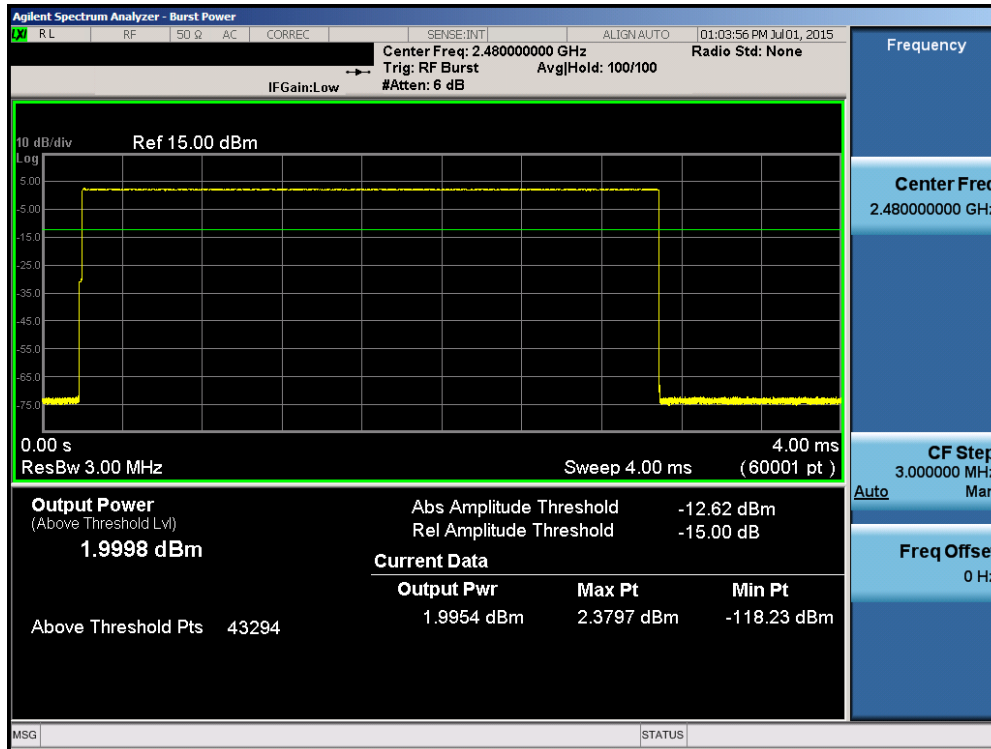 Agilent Spectrum Analyzer - Burst Power
LXI RL RF 50 Ω AC CORREC SENSE:INT ALIGN AUTO 01:03:56 PM Jul 01, 2015
Center Freq: 2.480000000 GHz Radio Std: None
Trig: RF Burst Avg|Hold: 100/100
IFGain:Low #Atten: 6 dB
10 dB/div Ref 15.00 dBm
Log
5.00
-5.00
-15.0
-25.0
-35.0
-45.0
-55.0
-65.0
-75.0
0.00 s 4.00 ms
ResBw 3.00 MHz Sweep 4.00 ms (60001 pt)
Output Power
(Above Threshold Lvl)
1.9998 dBm
Above Threshold Pts 43294
Abs Amplitude Threshold -12.62 dBm
Rel Amplitude Threshold -15.00 dB
Current Data
Output Pwr Max Pt Min Pt
1.9954 dBm 2.3797 dBm -118.23 dBm
Frequency
Center Fre
2.480000000 GH
CF Step
3.000000 MH
Auto Man
Freq Offse
0 H
MSG STATUS